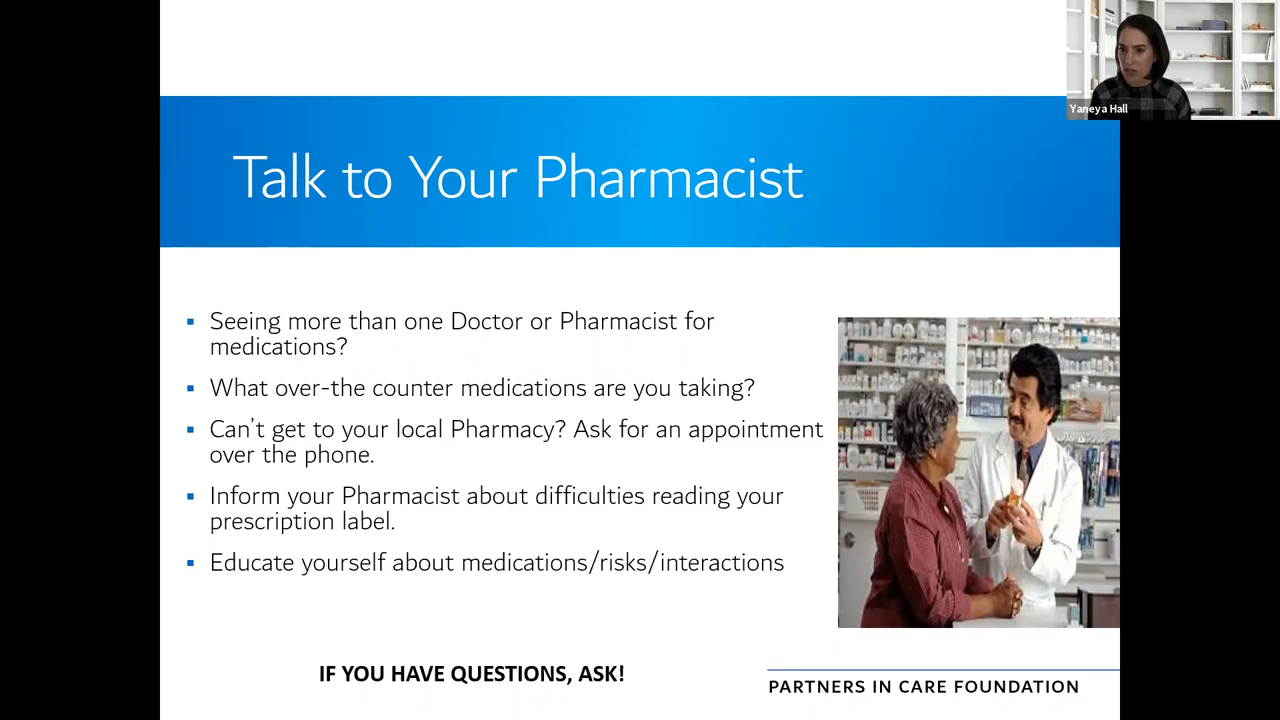 Yaneya Hall
Talk to Your Pharmacist
Seeing more than one Doctor or Pharmacist for
medications?
What over-the counter medications are you taking?
Can't get to your local Pharmacy? Ask for an appointment
over the phone.
Inform your Pharmacist about difficulties reading your
prescription label.
Educate yourself about medications/risks/interactions
IF YOU HAVE QUESTIONS, ASK!
PARTNERS IN CARE FOUNDATION